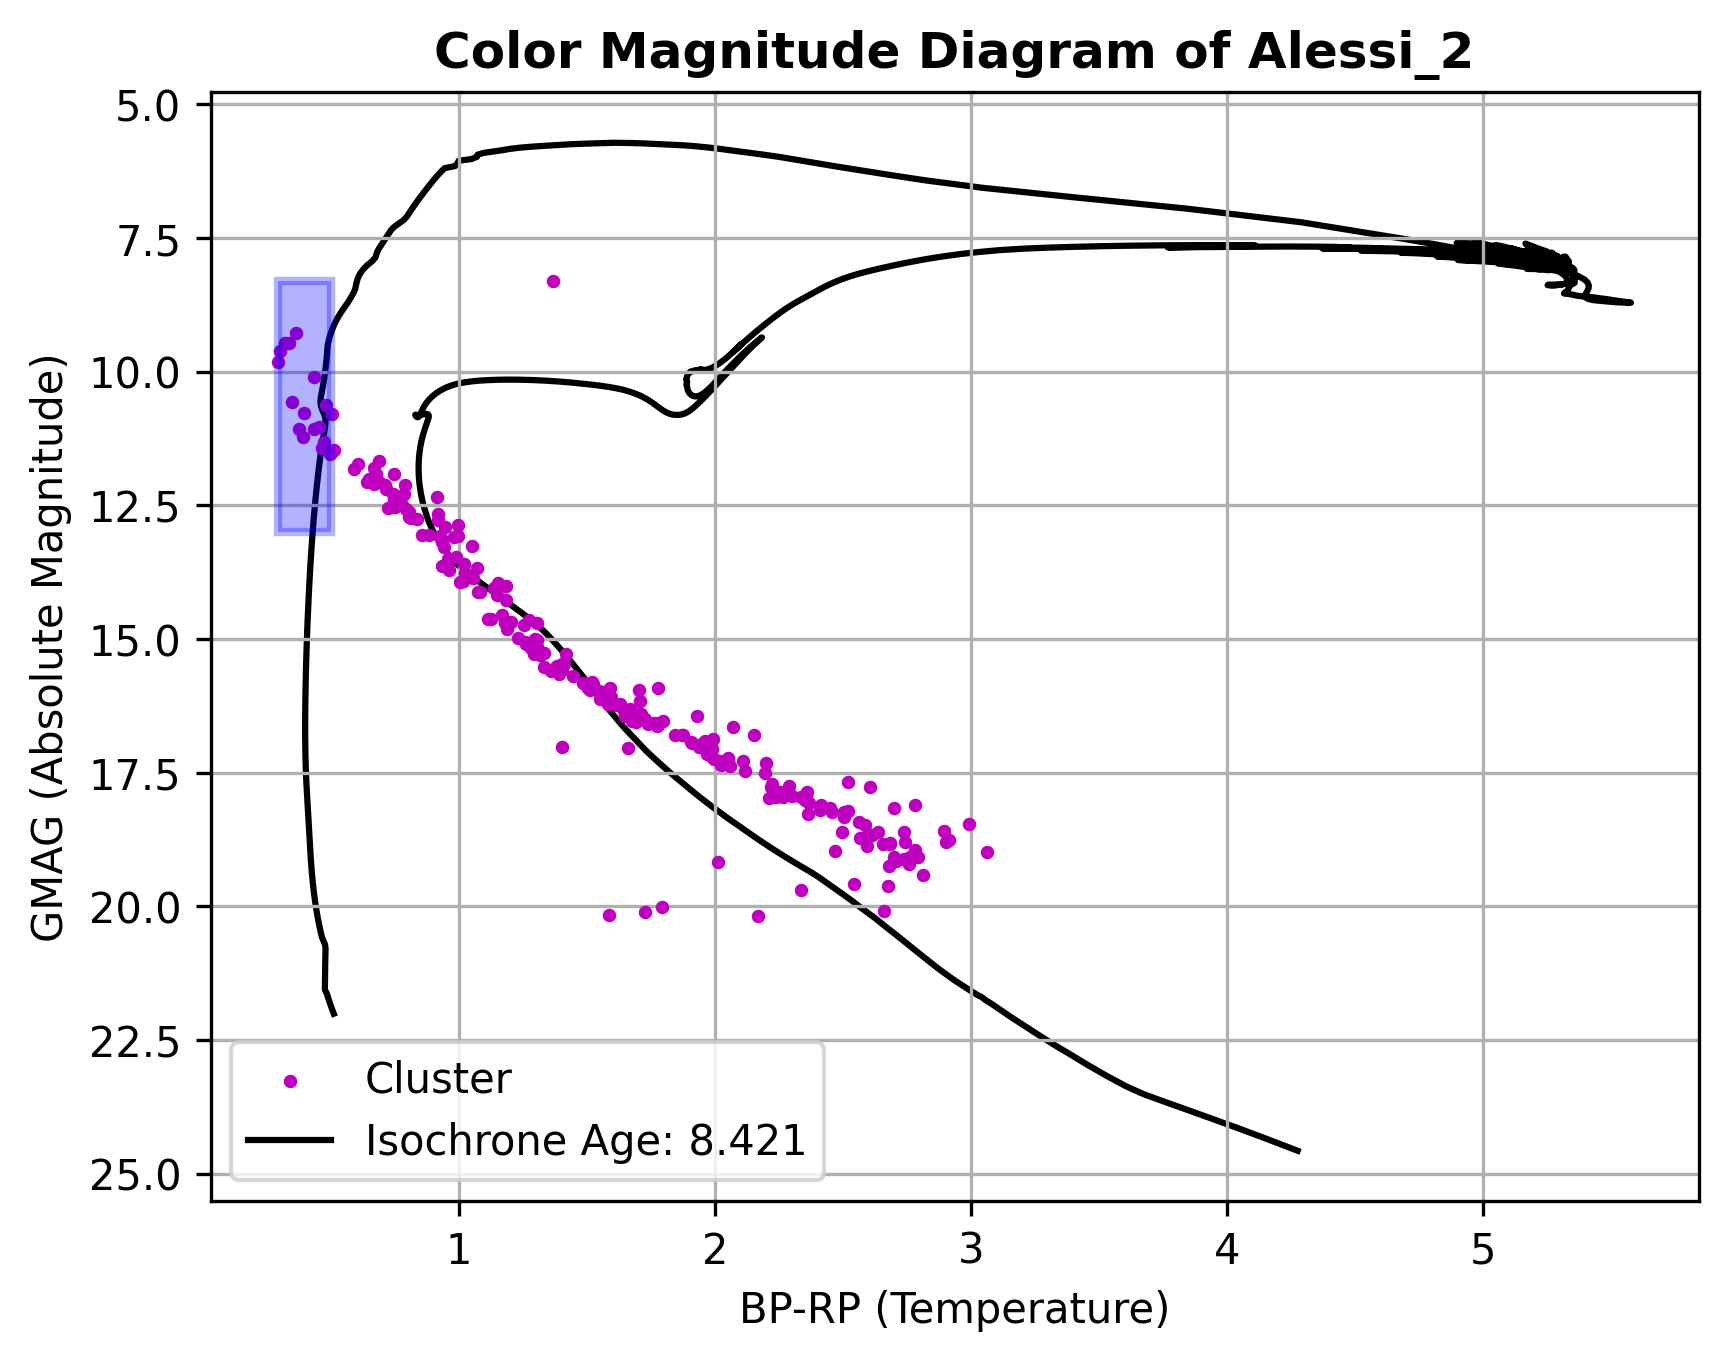 Color Magnitude Diagram of Alessi_2
GMAG (Absolute Magnitude)
5.0
7.5
10.0
12.5
15.0
17.5
20.0
22.5
25.0
Cluster
Isochrone Age: 8.421
1
2
3
4
5
BP-RP (Temperature)